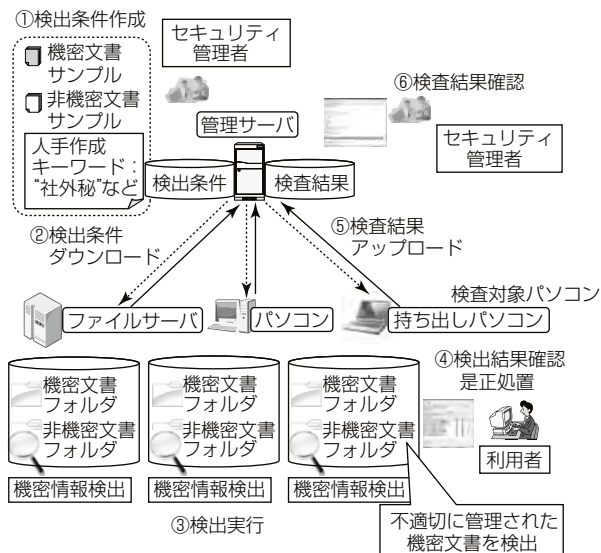 ①検出条件作成
機密文書
サンプル
非機密文書
サンプル
人手作成
キーワード：
“社外秘”など
セキュリティ
管理者
管理サーバ
検出条件
検査結果
⑥検査結果確認
セキュリティ
管理者
②検出条件
ダウンロード
⑤検査結果
アップロード
検査対象パソコン
ファイルサーバ
パソコン
持ち出しパソコン
機密文書
フォルダ
非機密文書
フォルダ
機密情報検出
機密文書
フォルダ
非機密文書
フォルダ
機密情報検出
機密文書
フォルダ
非機密文書
フォルダ
機密情報検出
④検出結果確認
是正処置
利用者
③検出実行
不適切に管理された
機密文書を検出